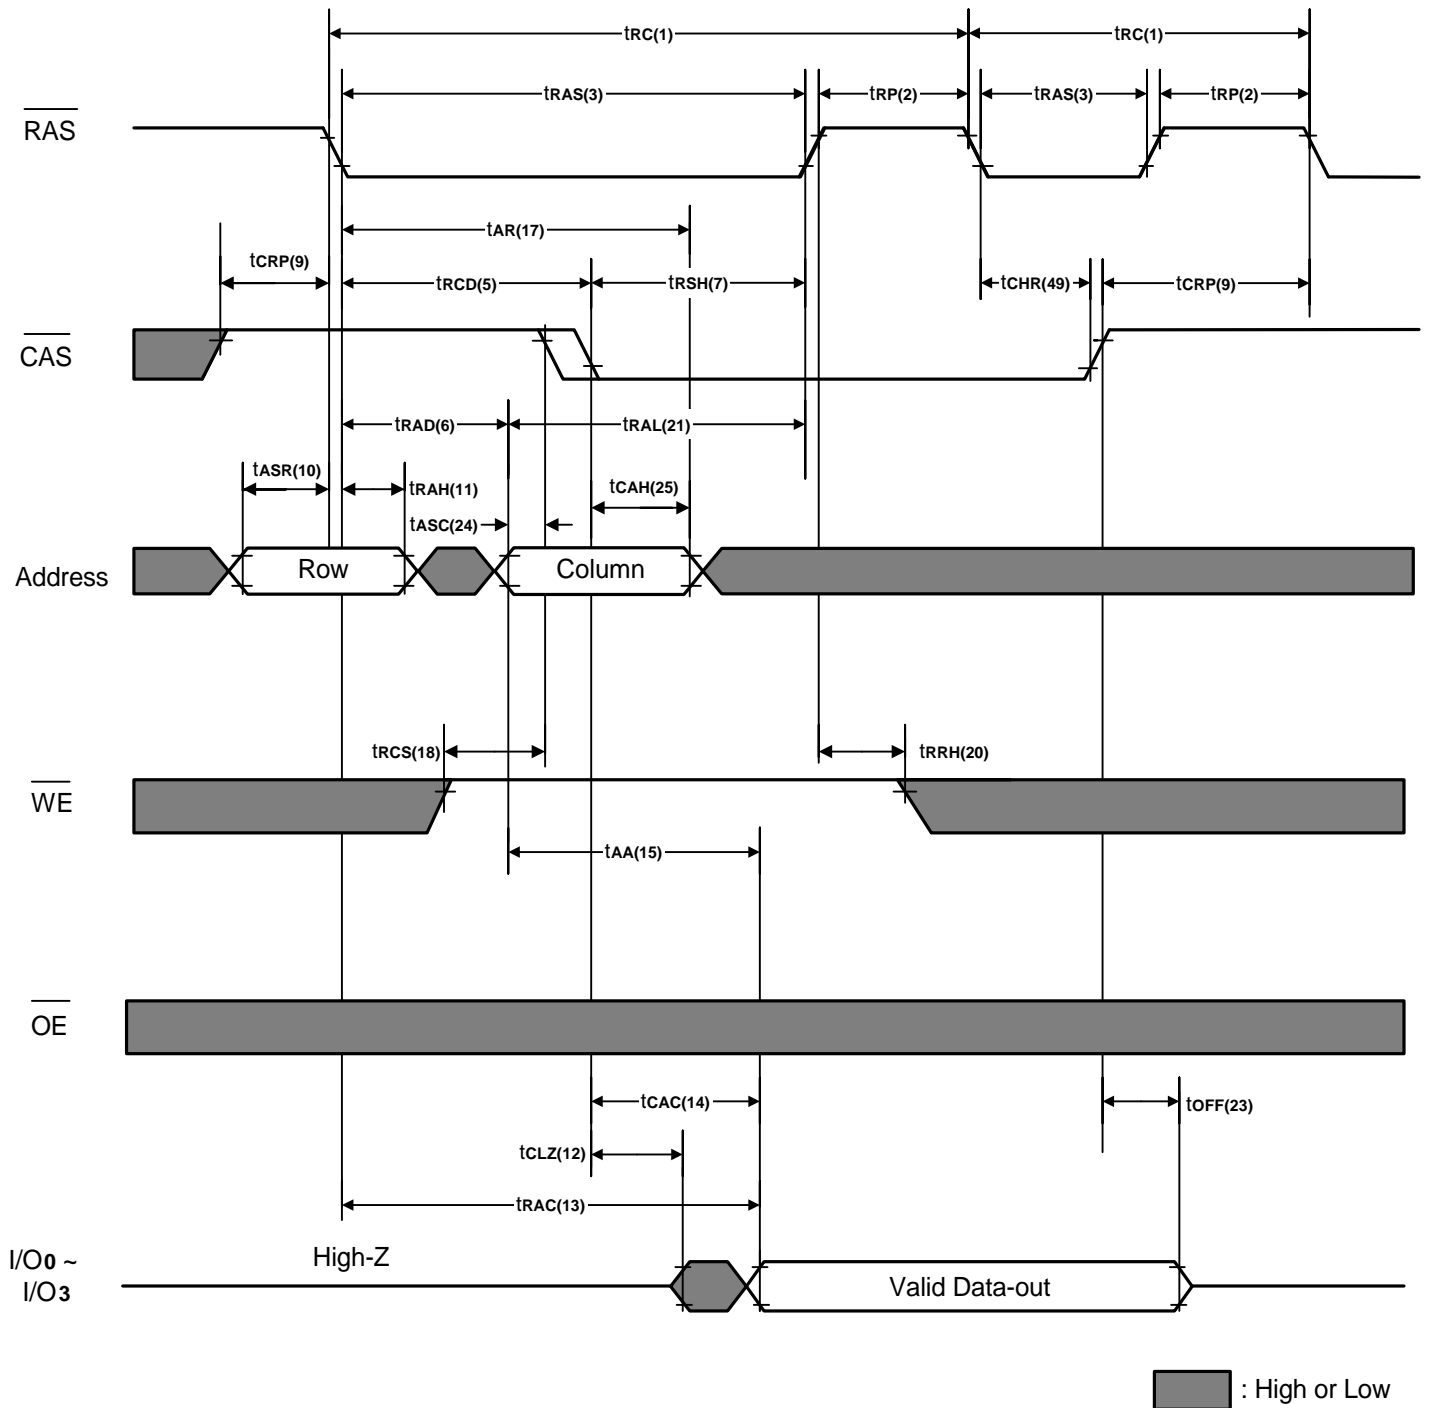 tRC(1) tRC(1)
tRAS(3) tRP(2) tRAS(3) tRP(2)
RAS
tAR(17)
tCRP(9) tRCD(5) tRSH(7) tCHR(49) tCRP(9)
CAS
tRAD(6) tRAL(21)
tASR(10) tRAH(11) tCAH(25)
tASC(24)
Address Row Column
tRCS(18) tRRH(20)
WE
tAA(15)
OE
tCAC(14) tOFF(23)
tCLZ(12)
tRAC(13)
I/O0 ~ High-Z
I/O3 Valid Data-out
: High or Low